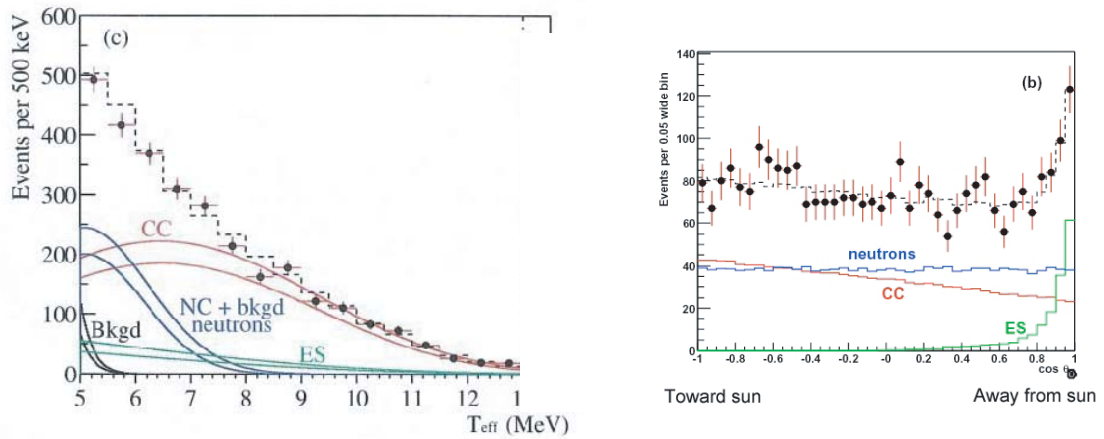 (c)
Events per 500 keV
600
500
400
300
200
100
0
CC
NC + bkgd
neutrons
Bkgd
ES
5 6 7 8 9 10 11 12 1
Teff (MeV)
(b)
Events per 0.05 wide bin
140
120
100
80
60
40
20
0
neutrons
CC
ES
-1 -0.8 -0.6 -0.4 -0.2 -0 0.2 0.4 0.6 0.8 1
cos θ
Toward sun
Away from sun